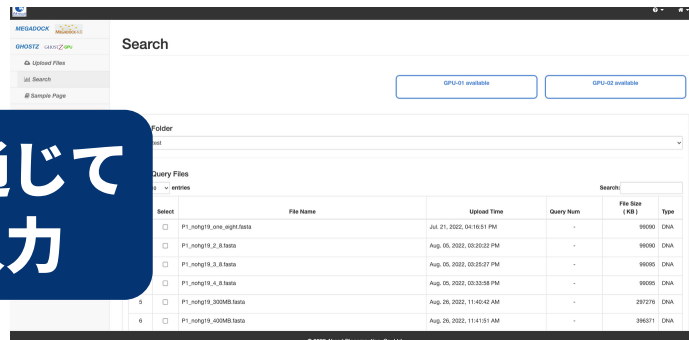 MEGADOCK MEGADOCK
GHOSTZ GHOSTZ-GPU
Upload Files
Search
Sample Page
Search
GPU-01 available
GPU-02 available
Folder
test
Query Files
entries
Search:
Select File Name Upload Time Query Num File Size (KB) Type
P1_nohg19_one_eight.fasta Jul. 21, 2022, 04:16:51 PM - 99090 DNA
P1_nohg19_2_8.fasta Aug. 05, 2022, 03:20:22 PM - 99090 DNA
P1_nohg19_3_8.fasta Aug. 05, 2022, 03:25:27 PM - 99095 DNA
P1_nohg19_4_8.fasta Aug. 05, 2022, 03:33:58 PM - 99095 DNA
5 P1_nohg19_300MB.fasta Aug. 26, 2022, 11:40:42 AM - 297276 DNA
6 P1_nohg19_400MB.fasta Aug. 26, 2022, 11:41:51 AM - 396371 DNA
じて
力